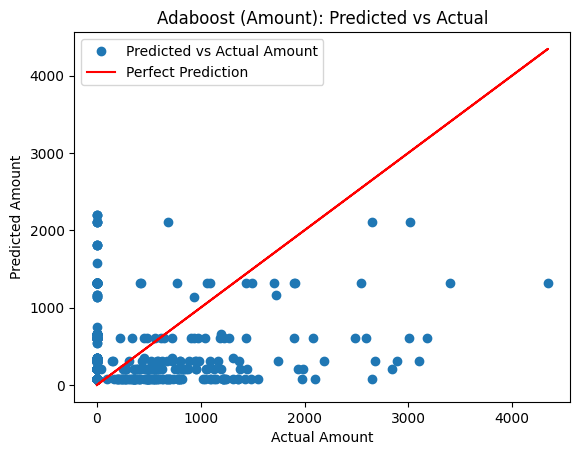 Adaboost (Amount): Predicted vs Actual
Predicted vs Actual Amount
Perfect Prediction
4000
3000
2000
1000
0
Predicted Amount
0 1000 2000 3000 4000
Actual Amount